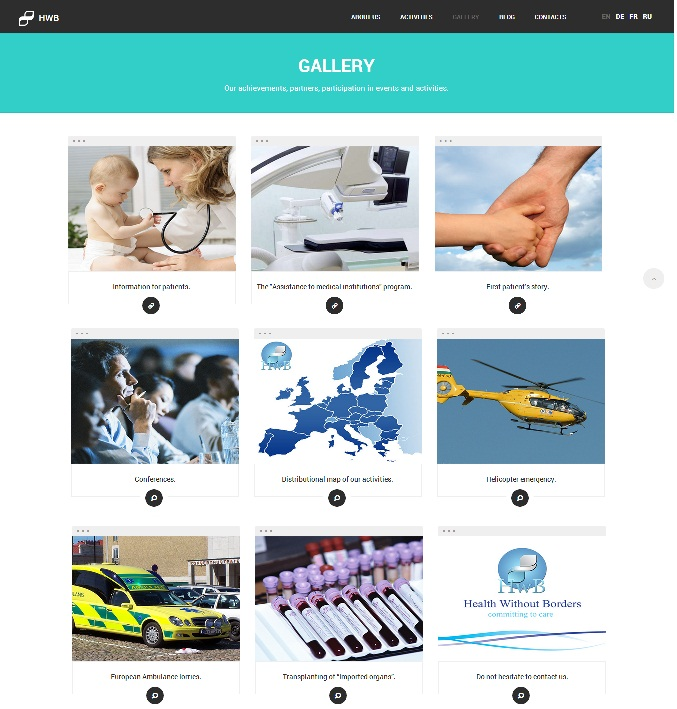 HWB
ABOUT US ACTIVITIES GALLERY BLOG CONTACTS EN DE FR RU
GALLERY
Our achievements, partners, participation in events and activities.
Information for patients.
The "Assistance to medical institutions" program.
First patient's story.
HWB
Conferences.
Distributional map of our activities.
Helicopter emergency.
HWB
Health Without Borders
committing to care
European Ambulance lorries.
Transplanting of "imported organs".
Do not hesitate to contact us.